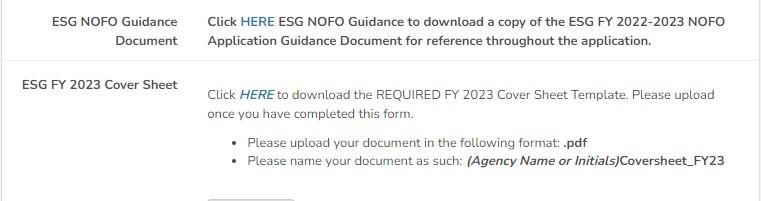 ESG NOFO Guidance Document
Click HERE ESG NOFO Guidance to download a copy of the ESG FY 2022-2023 NOFO
Application Guidance Document for reference throughout the application.
ESG FY 2023 Cover Sheet
Click HERE to download the REQUIRED FY 2023 Cover Sheet Template. Please upload
once you have completed this form.
• Please upload your document in the following format: .pdf
• Please name your document as such: (Agency Name or Initials)Coversheet_FY23